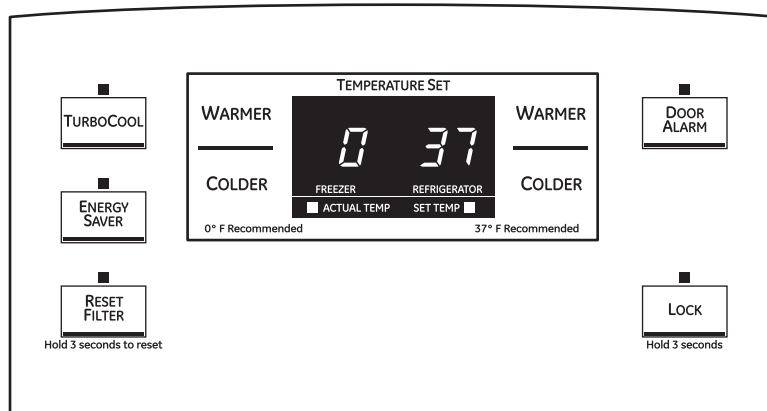 TEMPERATURE SET
TURBOCOOL
WARMER
0 37
WARMER
DOOR
ALARM
COLDER
FREEZER REFRIGERATOR
COLDER
ENERGY
SAVER
ACTUAL TEMP SET TEMP
0° F Recommended
37° F Recommended
RESET
FILTER
Hold 3 seconds to reset
LOCK
Hold 3 seconds